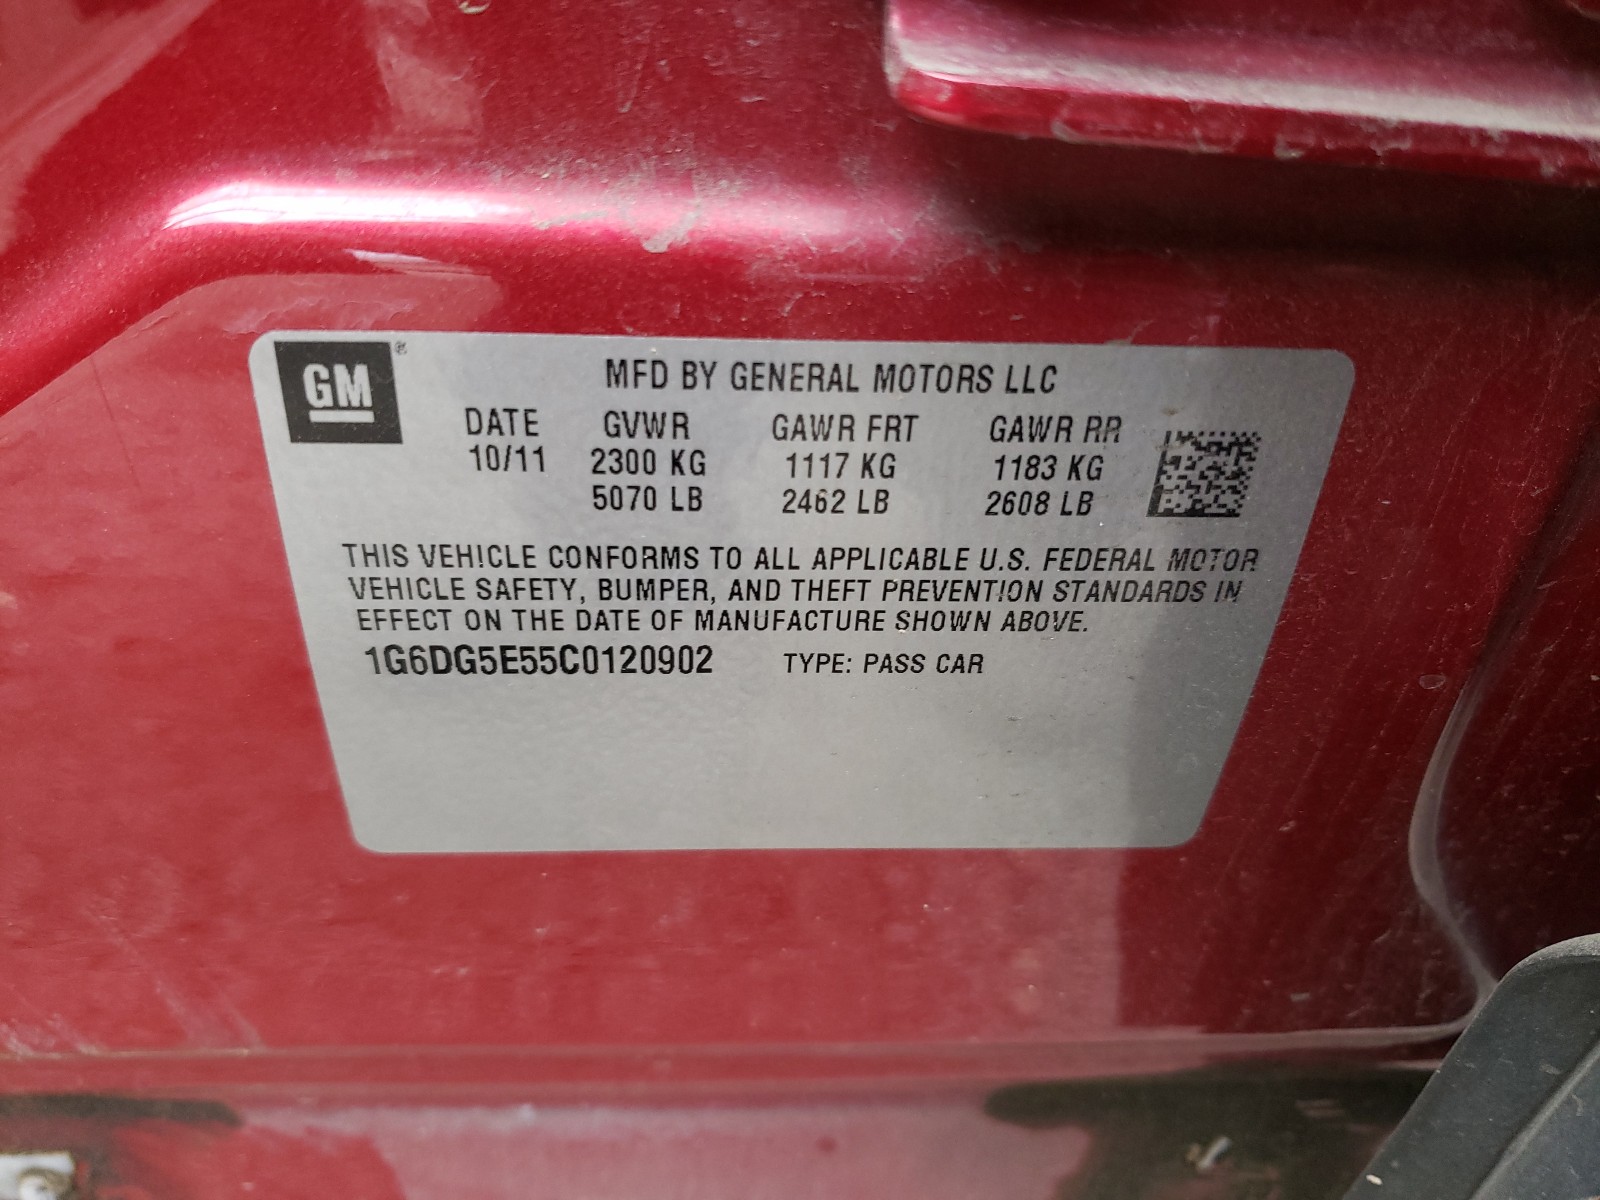 GM®
MFD BY GENERAL MOTORS LLC
DATE GVWR GAWR FRT GAWR RR
10/11 2300 KG 1117 KG 1183 KG
5070 LB 2462 LB 2608 LB
THIS VEHICLE CONFORMS TO ALL APPLICABLE U.S. FEDERAL MOTOR
VEHICLE SAFETY, BUMPER, AND THEFT PREVENTION STANDARDS IN
EFFECT ON THE DATE OF MANUFACTURE SHOWN ABOVE.
1G6DG5E55C0120902 TYPE: PASS CAR